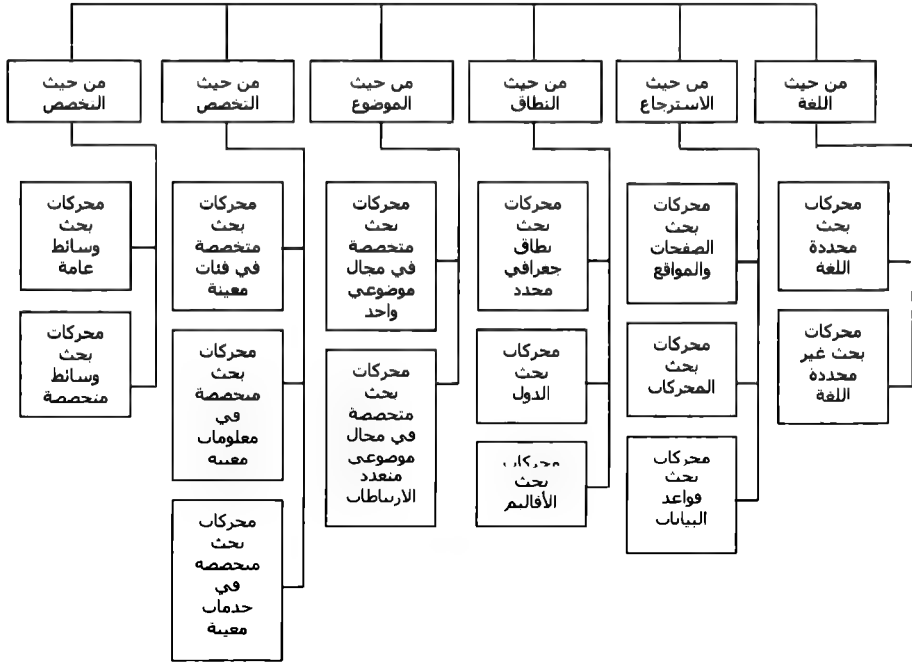 من حيث
اللغة
من حيث
الاسترجاع
من حيث
النطاق
من حيث
الموضوع
من حيث
التخصص
من حيث
التخصص
محركات
بحث
محددة
اللغة
محركات
بحث غير
محددة
اللغة
محركات
بحث
الصفحات
والمواقع
محركات
بحث
المحركات
محركات
بحث
قواعد
البيانات
محركات
بحث
نطاق
جغرافي
محدد
محركات
بحث
الدول
محركات
بحث
الأقاليم
محركات
بحث
متخصصة
في مجال
موضوعي
واحد
محركات
بحث
متخصصة
في مجال
موضوعي
متعدد
الارتباطات
محركات
بحث
متخصصة
في فئات
معينة
محركات
بحث
متخصصة
في
معلومات
معينة
محركات
بحث
متخصصة
في
خدمات
معينة
محركات
بحث
وسائط
عامة
محركات
بحث
وسائط
متخصصة